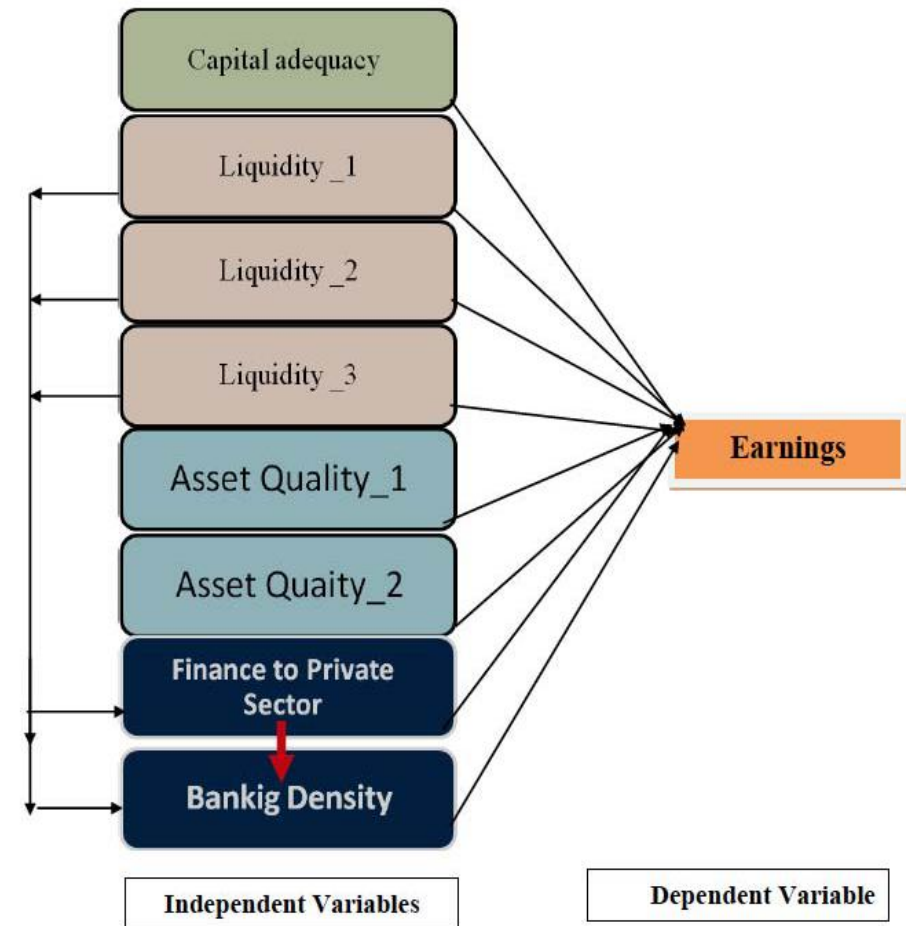 Capital adequacy
Liquidity _1
Liquidity _2
Liquidity _3
Asset Quality_1
Asset Quaity_2
Finance to Private
Sector
Bankig Density
Earnings
Independent Variables
Dependent Variable